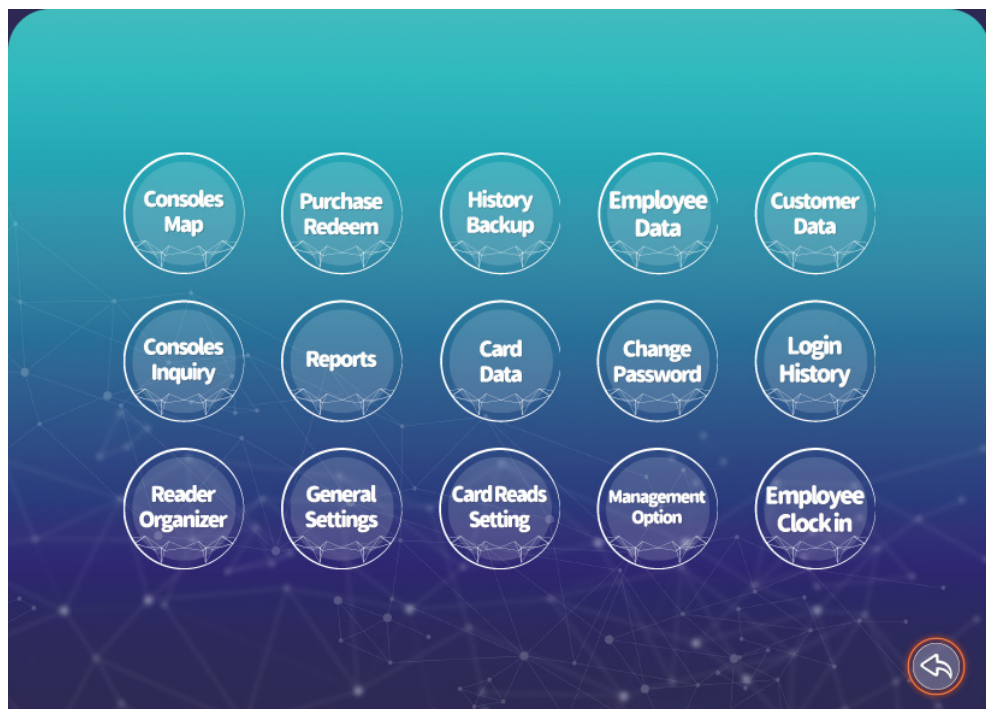 Consoles
Map
Purchase
Redeem
History
Backup
Employee
Data
Customer
Data
Consoles
Inquiry
Reports
Card
Data
Change
Password
Login
History
Reader
Organizer
General
Settings
Card Reads
Setting
Management
Option
Employee
Clock in